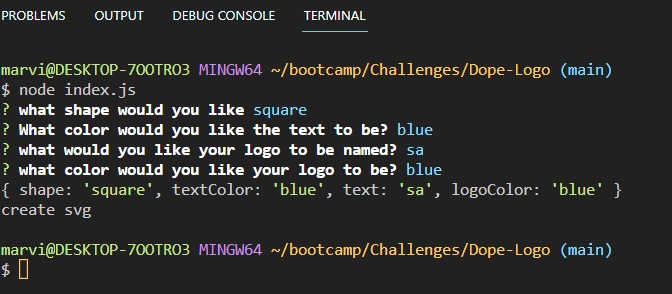 PROBLEMS OUTPUT DEBUG CONSOLE TERMINAL
marvi@DESKTOP-7OOTRO3 MINGW64 ~/bootcamp/Challenges/Dope-Logo (main)
$ node index.js
? what shape would you like square
? What color would you like the text to be? blue
? what would you like your logo to be named? sa
? what color would you like your logo to be? blue
{ shape: 'square', textColor: 'blue', text: 'sa', logoColor: 'blue' }
create svg
marvi@DESKTOP-7OOTRO3 MINGW64 ~/bootcamp/Challenges/Dope-Logo (main)
$